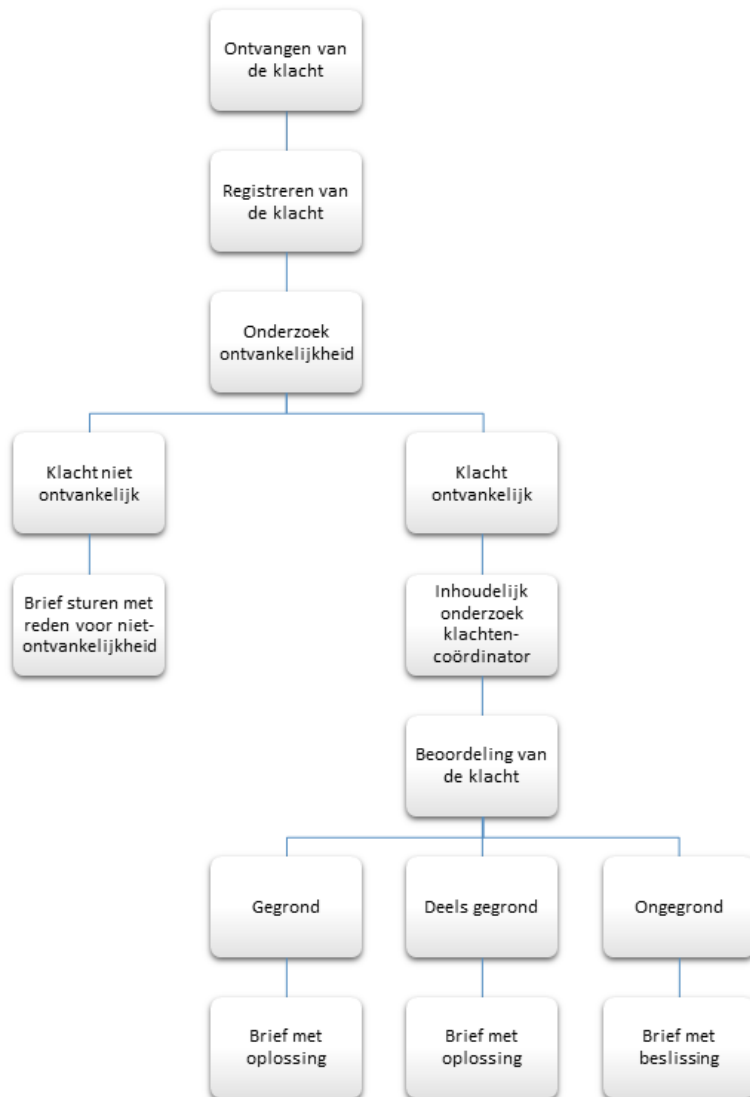 Ontvangen van
de klacht
Registreren van
de klacht
Onderzoek
ontvankelijkheid
Klacht niet
ontvankelijk
Klacht
ontvankelijk
Brief sturen met
reden voor niet-
ontvankelijkheid
Inhoudelijk
onderzoek
klachten-
coördinator
Beoordeling van
de klacht
Gegrond
Deels gegrond
Ongegrond
Brief met
oplossing
Brief met
oplossing
Brief met
beslissing